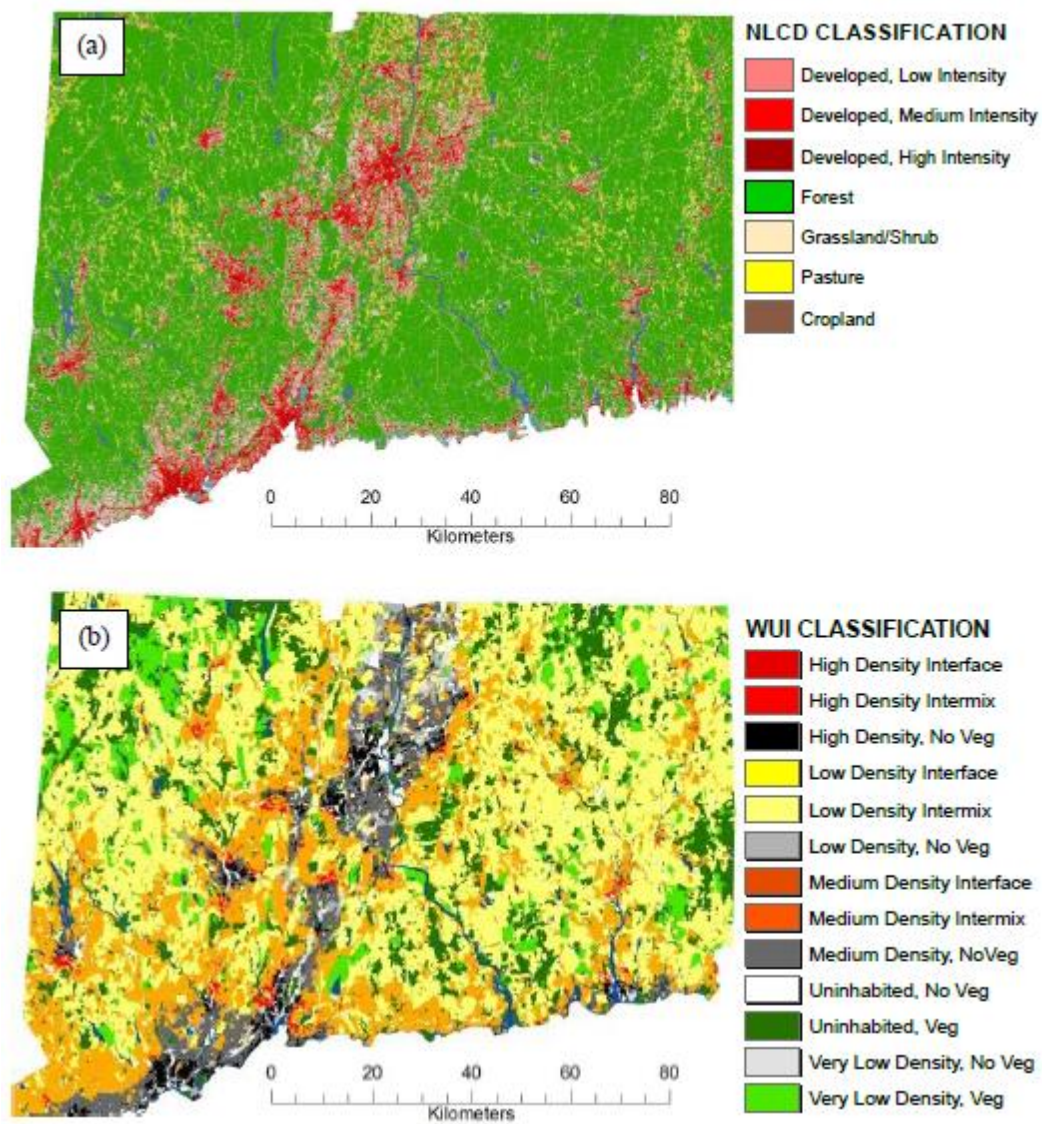 (a)
NLCD CLASSIFICATION
Developed, Low Intensity
Developed, Medium Intensity
Developed, High Intensity
Forest
Grassland/Shrub
Pasture
Cropland
0 20 40 60 80
Kilometers
(b)
WUI CLASSIFICATION
High Density Interface
High Density Intermix
High Density, No Veg
Low Density Interface
Low Density Intermix
Low Density, No Veg
Medium Density Interface
Medium Density Intermix
Medium Density, NoVeg
Uninhabited, No Veg
Uninhabited, Veg
Very Low Density, No Veg
Very Low Density, Veg
0 20 40 60 80
Kilometers